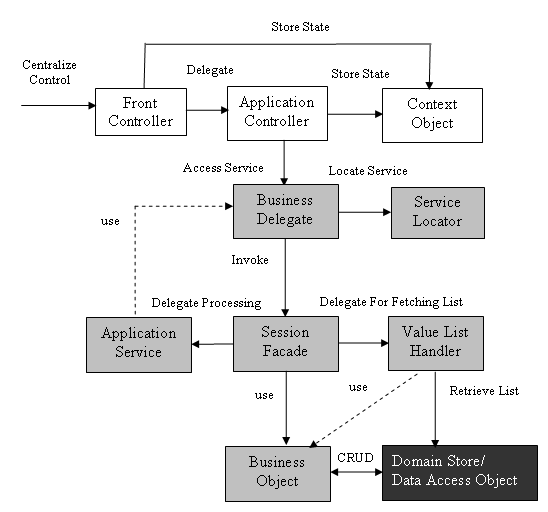 Store State
Centralize
Control
Delegate
Store State
Front
Controller
Application
Controller
Context
Object
Access Service
Locate Service
Business
Delegate
Service
Locator
use
Invoke
Delegate Processing
Delegate For Fetching List
Application
Service
Session
Facade
Value List
Handler
use
use
Retrieve List
Business
Object
CRUD
Domain Store/
Data Access Object